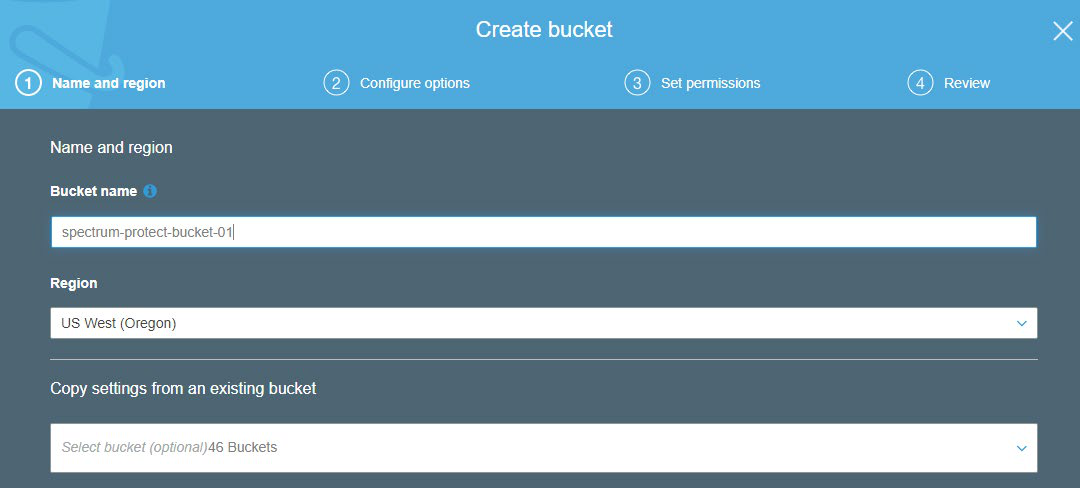 Create bucket
1 Name and region
2 Configure options
3 Set permissions
4 Review
Name and region
Bucket name
spectrum-protect-bucket-01
Region
US West (Oregon)
Copy settings from an existing bucket
Select bucket (optional)46 Buckets